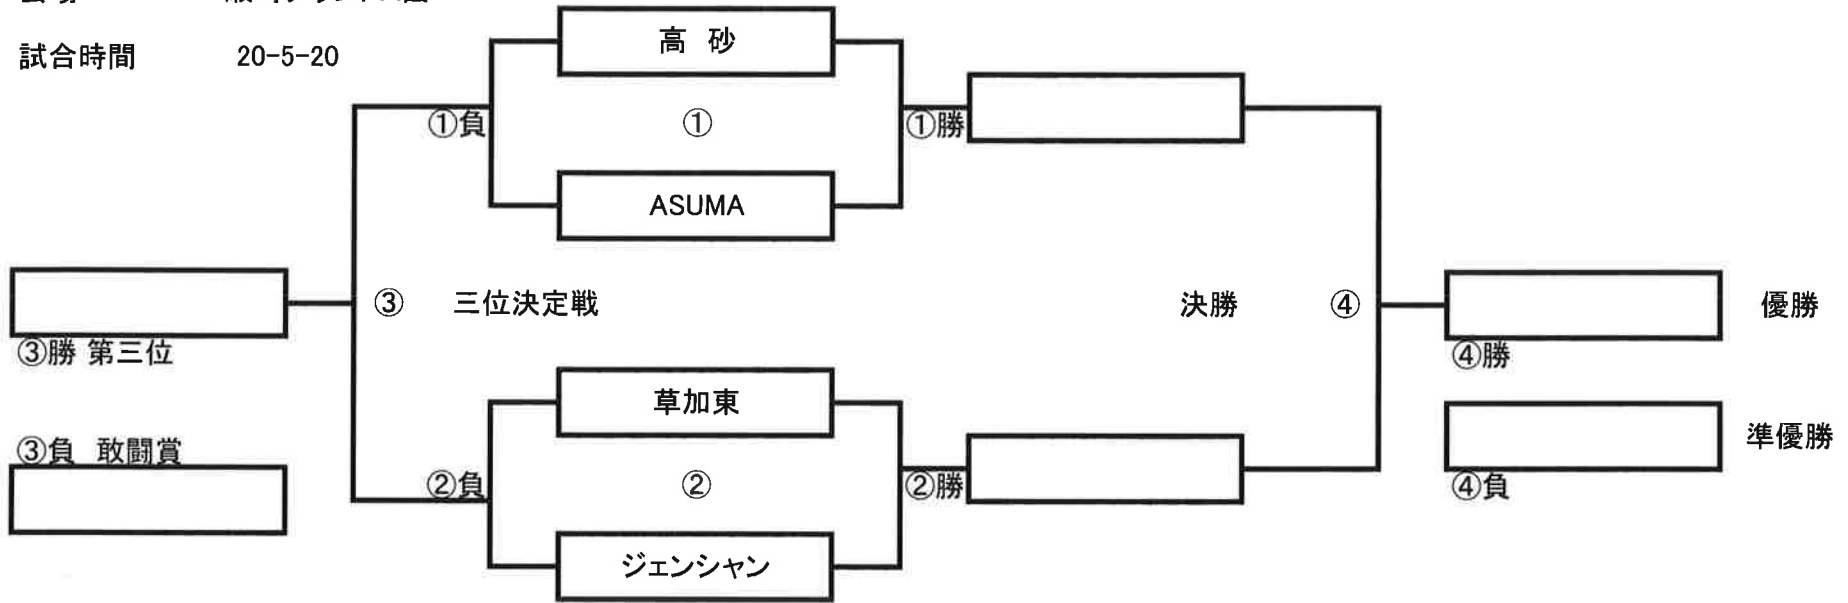 試合時間 20-5-20
高 砂
①負 ① ①勝
ASUMA
③ 三位決定戦 決勝 ④ 優勝
③勝 第三位 ④勝
草加東
③負 敢闘賞 準優勝
②負 ② ②勝 ④負
ジェンシャン